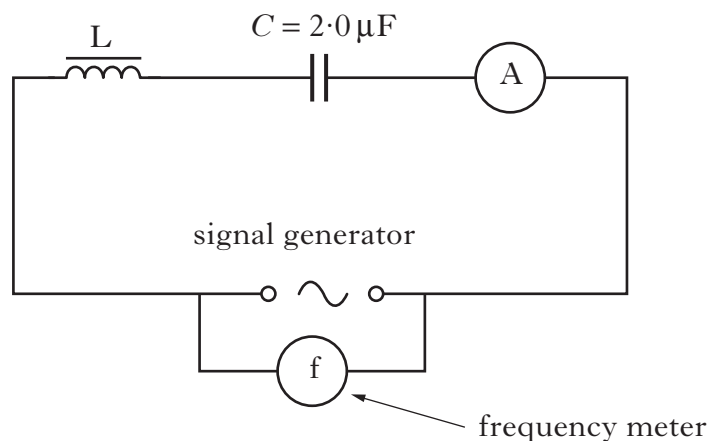 L
C = 2·0 μF
A
signal generator
f
frequency meter